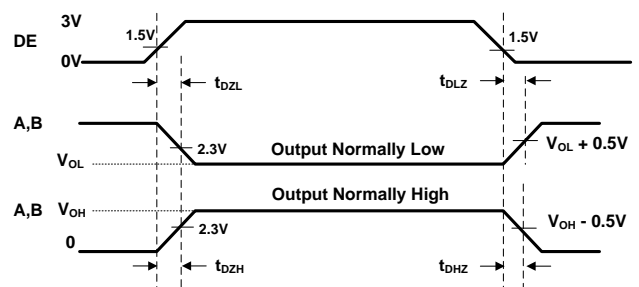 3V
DE
1.5V
1.5V
0V
tDZL
tDLZ
A,B
Output Normally Low
VOL + 0.5V
2.3V
VOL
Output Normally High
A,B
VOH
VOH - 0.5V
2.3V
0
tDZH
tDHZ